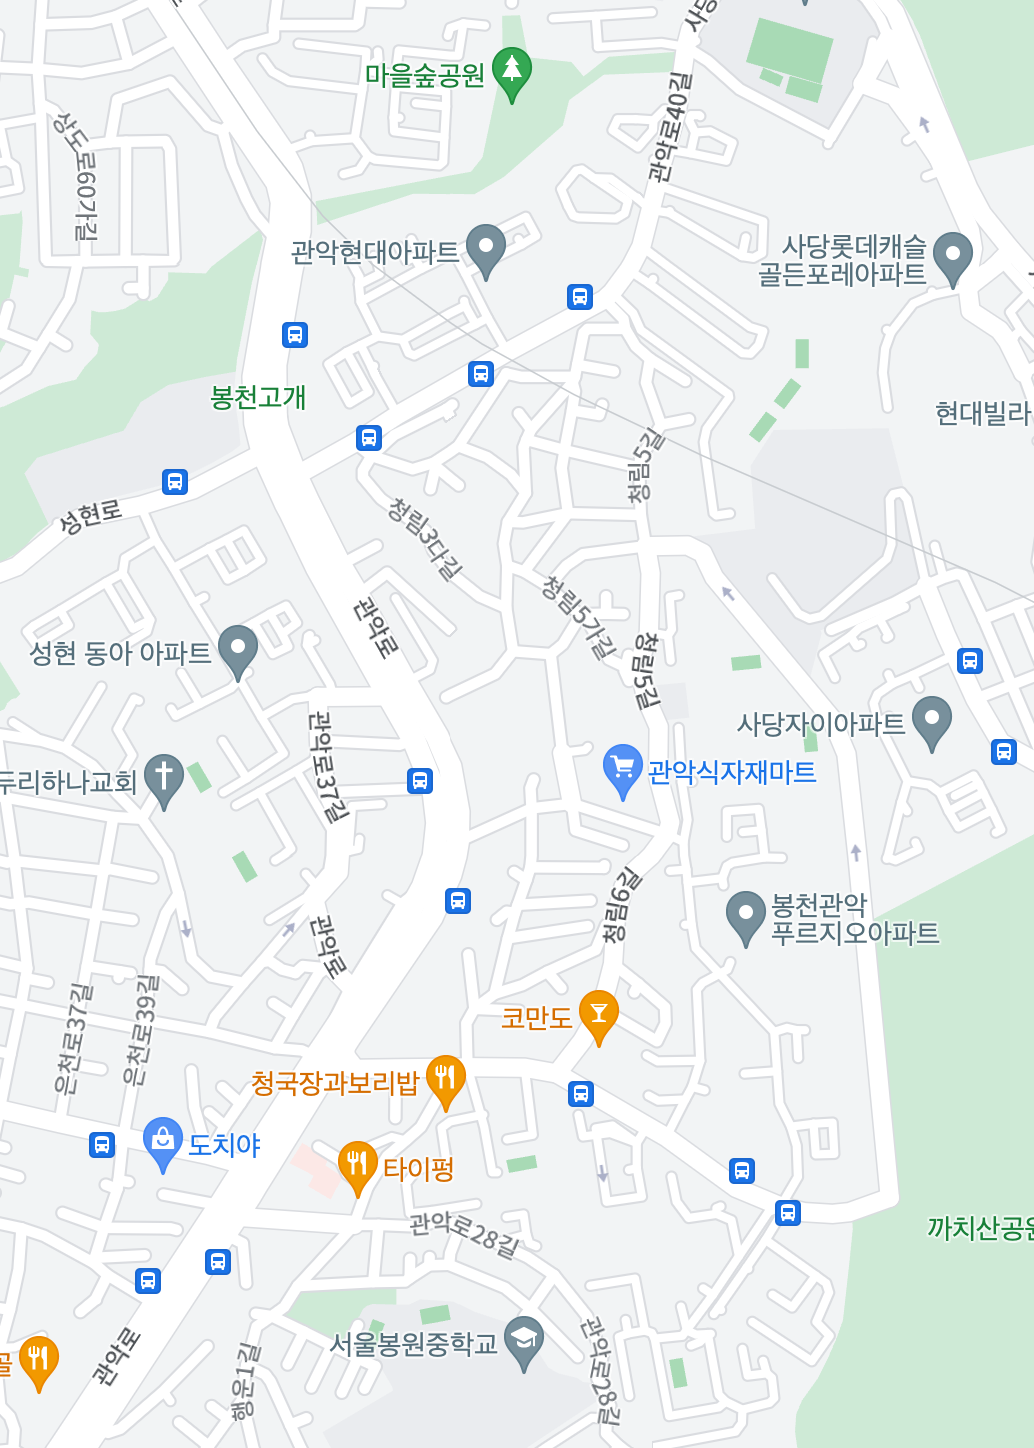 사당
마을숲공원
관악로40길
상도로60가길
관악현대아파트
사당롯데캐슬
골든포레아파트
봉천고개
현대빌라
청림5길
성현로
청림3다길
청림5가길
관악로
성현 동아 아파트
청림5길
사당자이아파트
관악로37길
두리하나교회
관악식자재마트
청림6길
봉천관악
푸르지오아파트
관악로
은천로37길
은천로39길
코만도
청국장과보리밥
도치야
타이펑
관악로28길
까치산공원
서울봉원중학교
관악로28길
관악로
행운1길
골